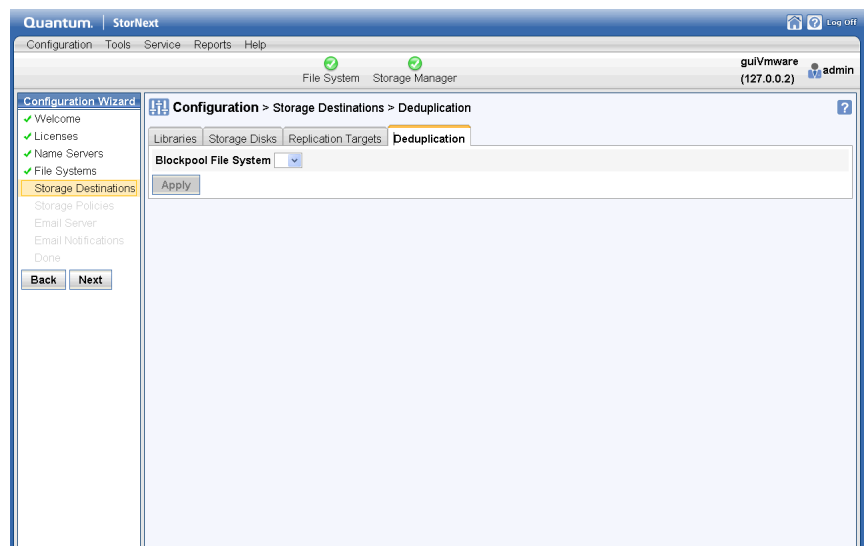 Quantum. | StorNext
Log Off
Configuration Tools Service Reports Help
File System Storage Manager
guiVmware
(127.0.0.2)
admin
Configuration Wizard
Welcome
Licenses
Name Servers
File Systems
Storage Destinations
Storage Policies
Email Server
Email Notifications
Done
Back Next
Configuration > Storage Destinations > Deduplication
?
Libraries Storage Disks Replication Targets Deduplication
Blockpool File System
Apply